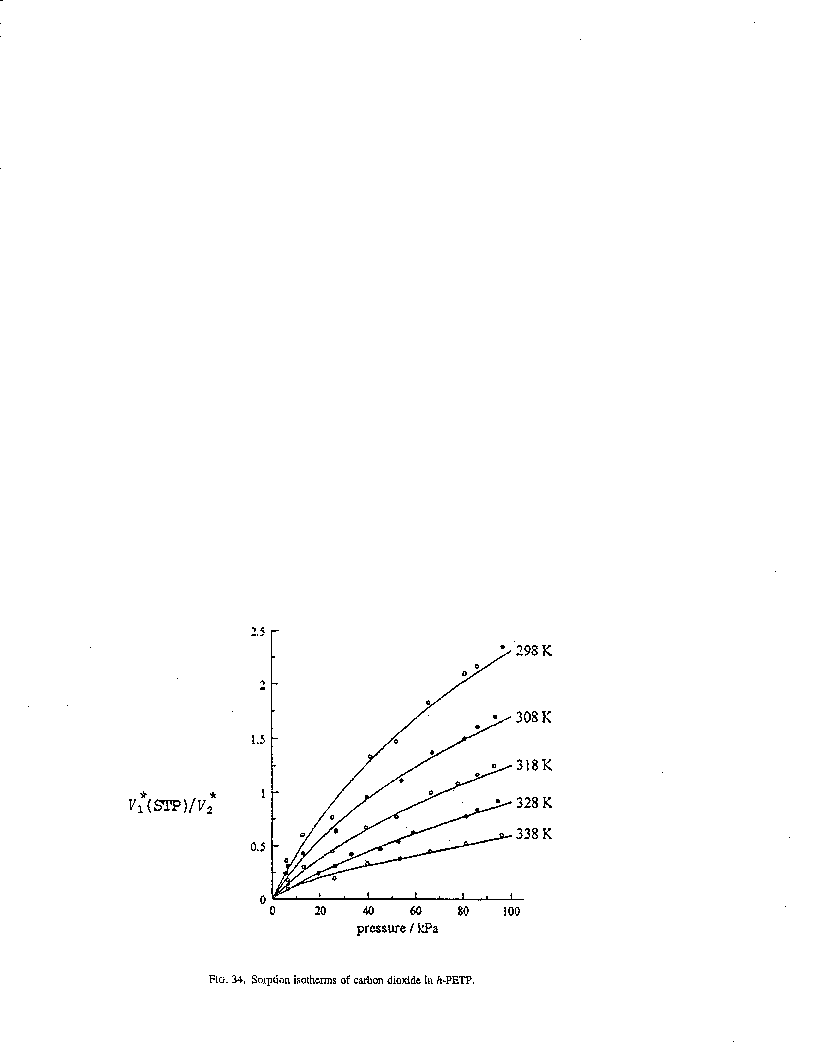 2.5
298 K
2
308 K
1.5
318 K
V₁*(STP)/V₂*
1
328 K
0.5
338 K
0
0 20 40 60 80 100
pressure / kPa
FIG. 34. Sorption isotherms of carbon dioxide in h-PETP.